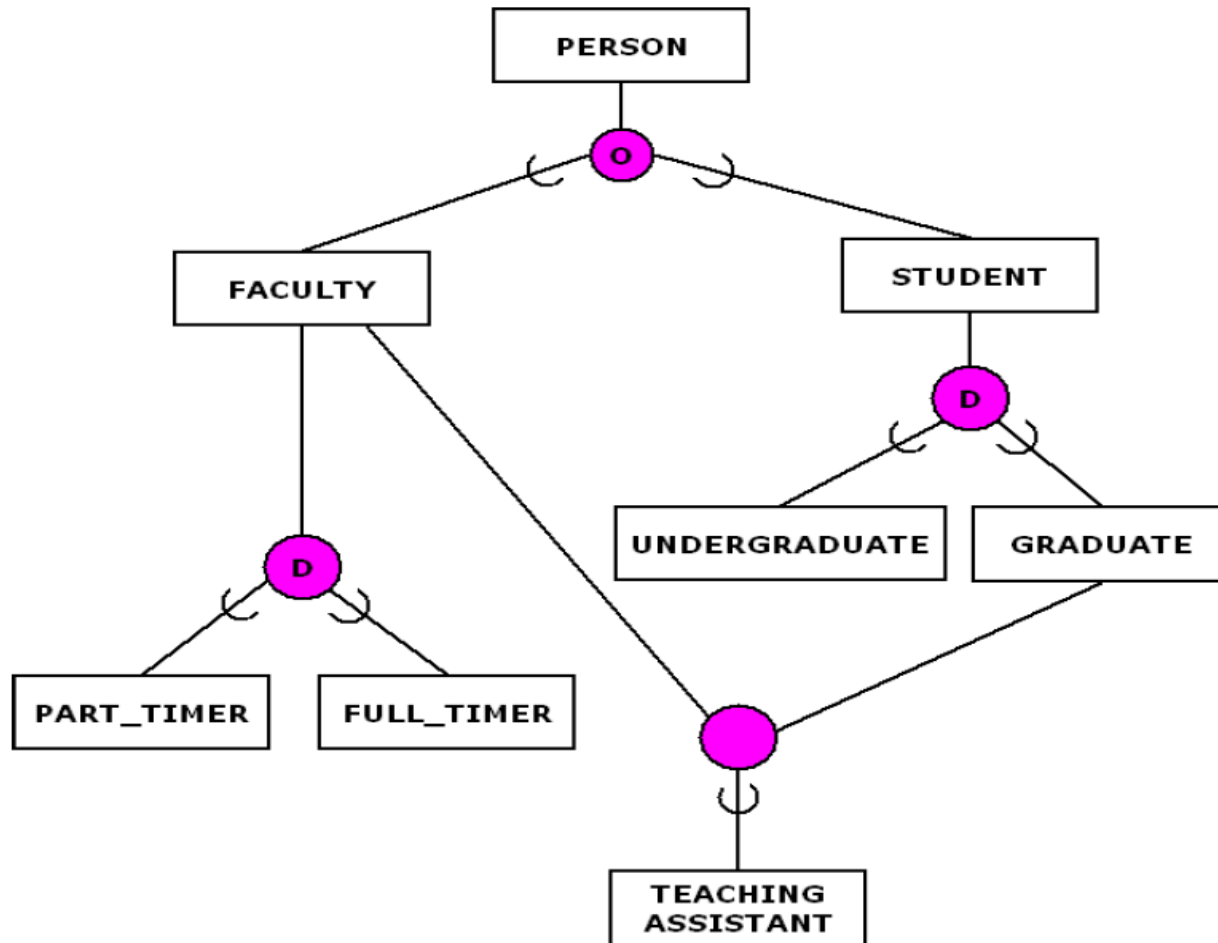 PERSON
O
FACULTY
STUDENT
D
UNDERGRADUATE
GRADUATE
D
PART_TIMER
FULL_TIMER
TEACHING
ASSISTANT